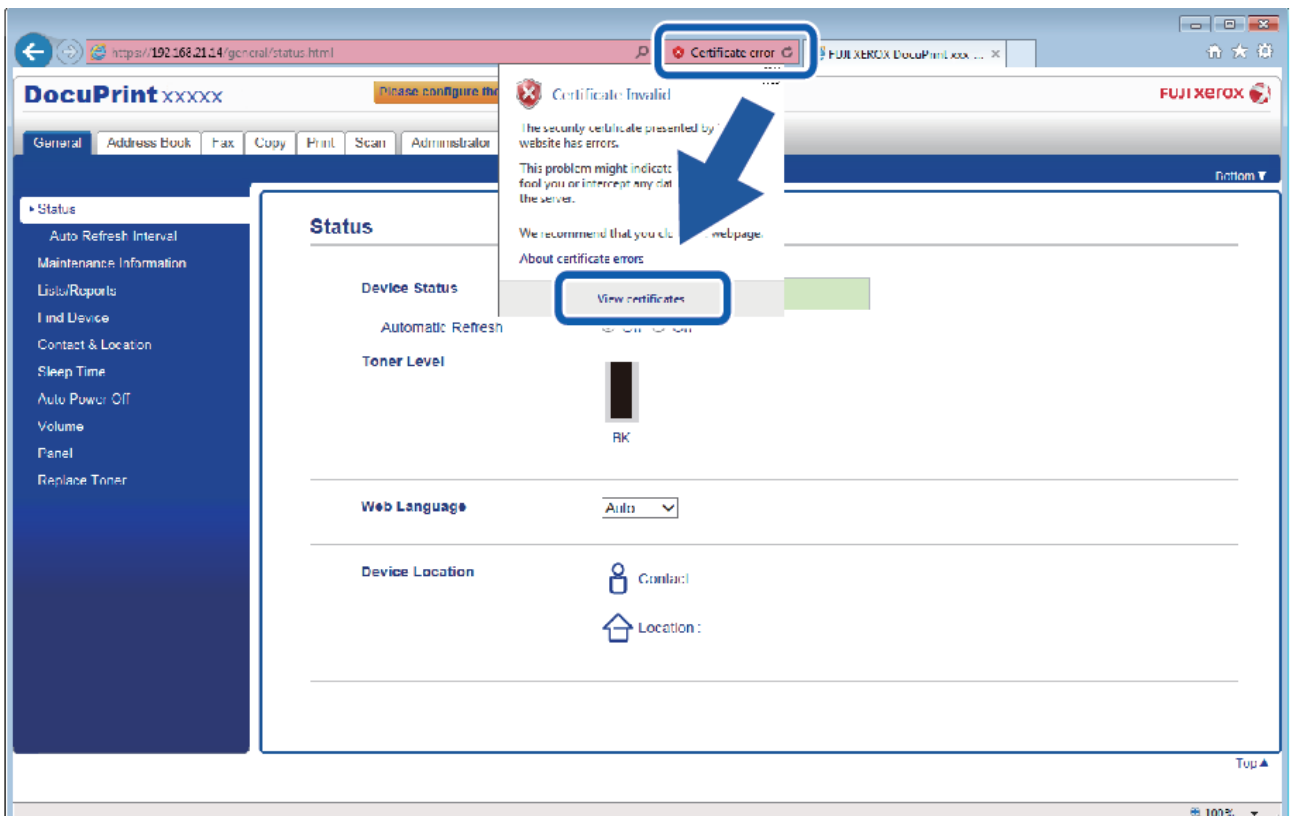 https://192.168.21.14/general/status.html
Certificate error
FUJI XEROX DocuPrint xxx ...
DocuPrint xxxxx
Please configure the
FUJI xerox
Certificate Invalid
The security certificate presented by
website has errors.
This problem might indicate
fool you or intercept any dat
the server.
We recommend that you cl webpage.
About certificate errors
View certificates
General
Address Book
Fax
Copy
Print
Scan
Administrator
Bottom ▼
Status
Auto Refresh Interval
Maintenance Information
Lists/Reports
Find Device
Contact & Location
Sleep Time
Auto Power Off
Volume
Panel
Replace Toner
Status
Device Status
Automatic Refresh
Toner Level
BK
Web Language
Auto
Device Location
Contact
Location :
Top ▲
100%